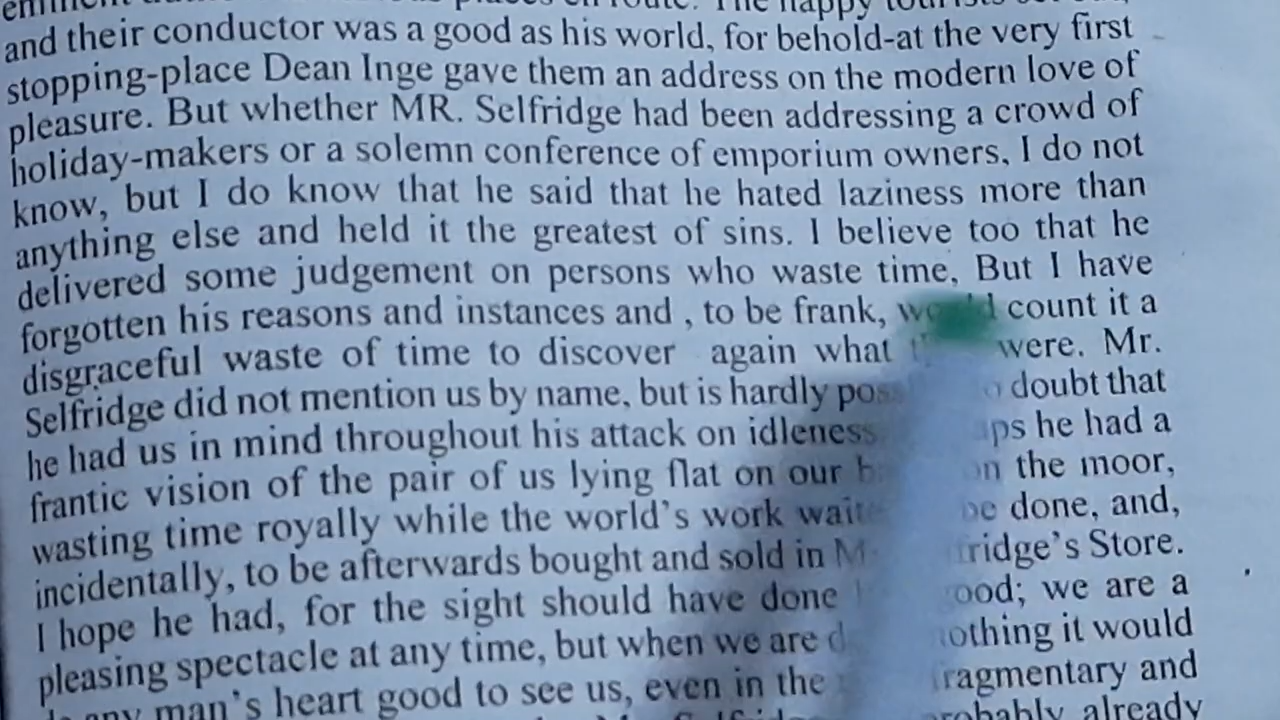 The happy tourists set out,
and their conductor was a good as his world, for behold-at the very first
stopping-place Dean Inge gave them an address on the modern love of
pleasure. But whether MR. Selfridge had been addressing a crowd of
holiday-makers or a solemn conference of emporium owners, I do not
know, but I do know that he said that he hated laziness more than
anything else and held it the greatest of sins. I believe too that he
delivered some judgement on persons who waste time, But I have
forgotten his reasons and instances and , to be frank, count it a
disgraceful waste of time to discover again what were. Mr.
Selfridge did not mention us by name, but is hardly doubt that
he had us in mind throughout his attack on idleness he had a
frantic vision of the pair of us lying flat on our the moor,
wasting time royally while the world's work done, and,
incidentally, to be afterwards bought and sold in Store.
I hope he had, for the sight should have done we are a
pleasing spectacle at any time, but when we are it would
any man's heart good to see us, even in the and
already